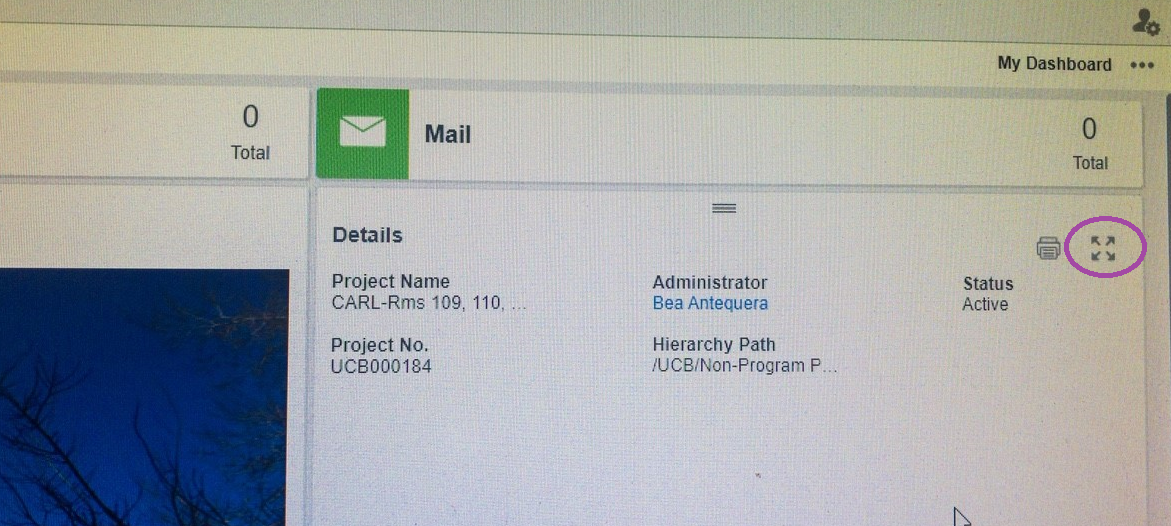 My Dashboard
0
Total
Mail
0
Total
Details
Project Name
CARL-Rms 109, 110, ...
Administrator
Bea Antequera
Status
Active
Project No.
UCB000184
Hierarchy Path
/UCB/Non-Program P...